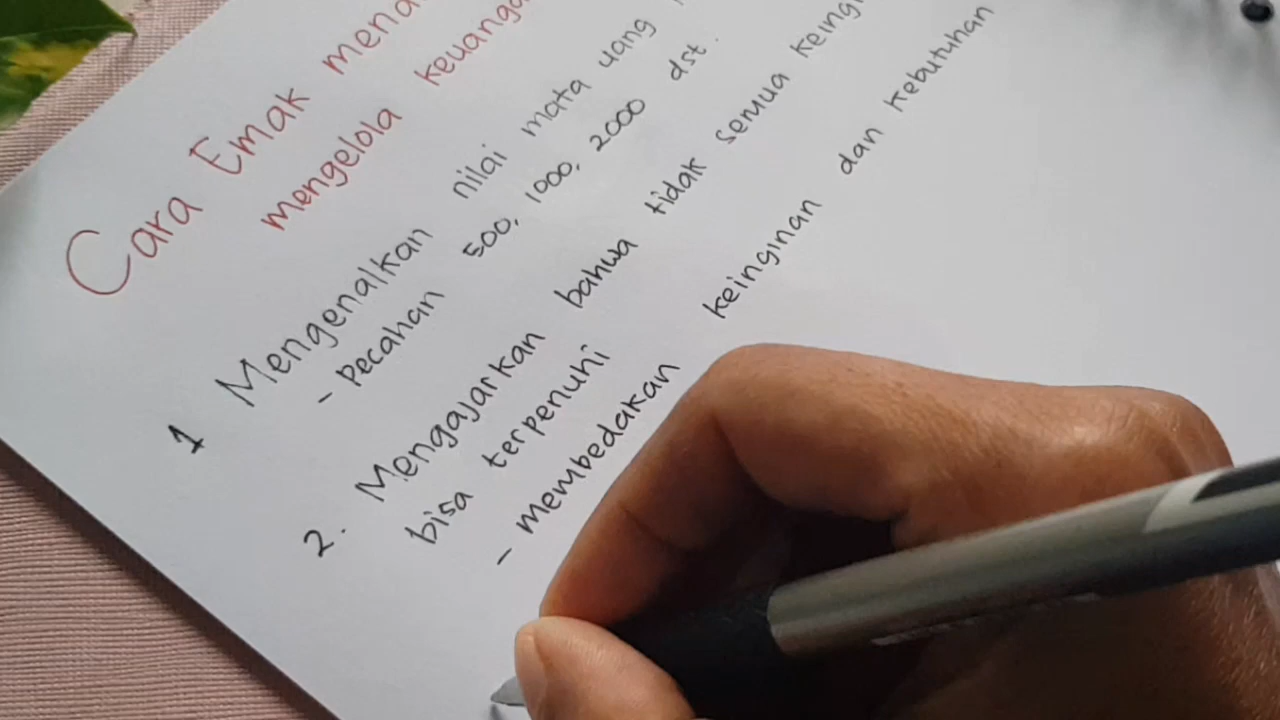 Cara Emak
mengelola
1 Mengenalkan nilai mata uang
- Pecahan 500, 1000, 2000 dst.
2. Mengajarkan bahwa tidak semua
bisa terpenuhi
- membedakan keinginan dan kebutuhan